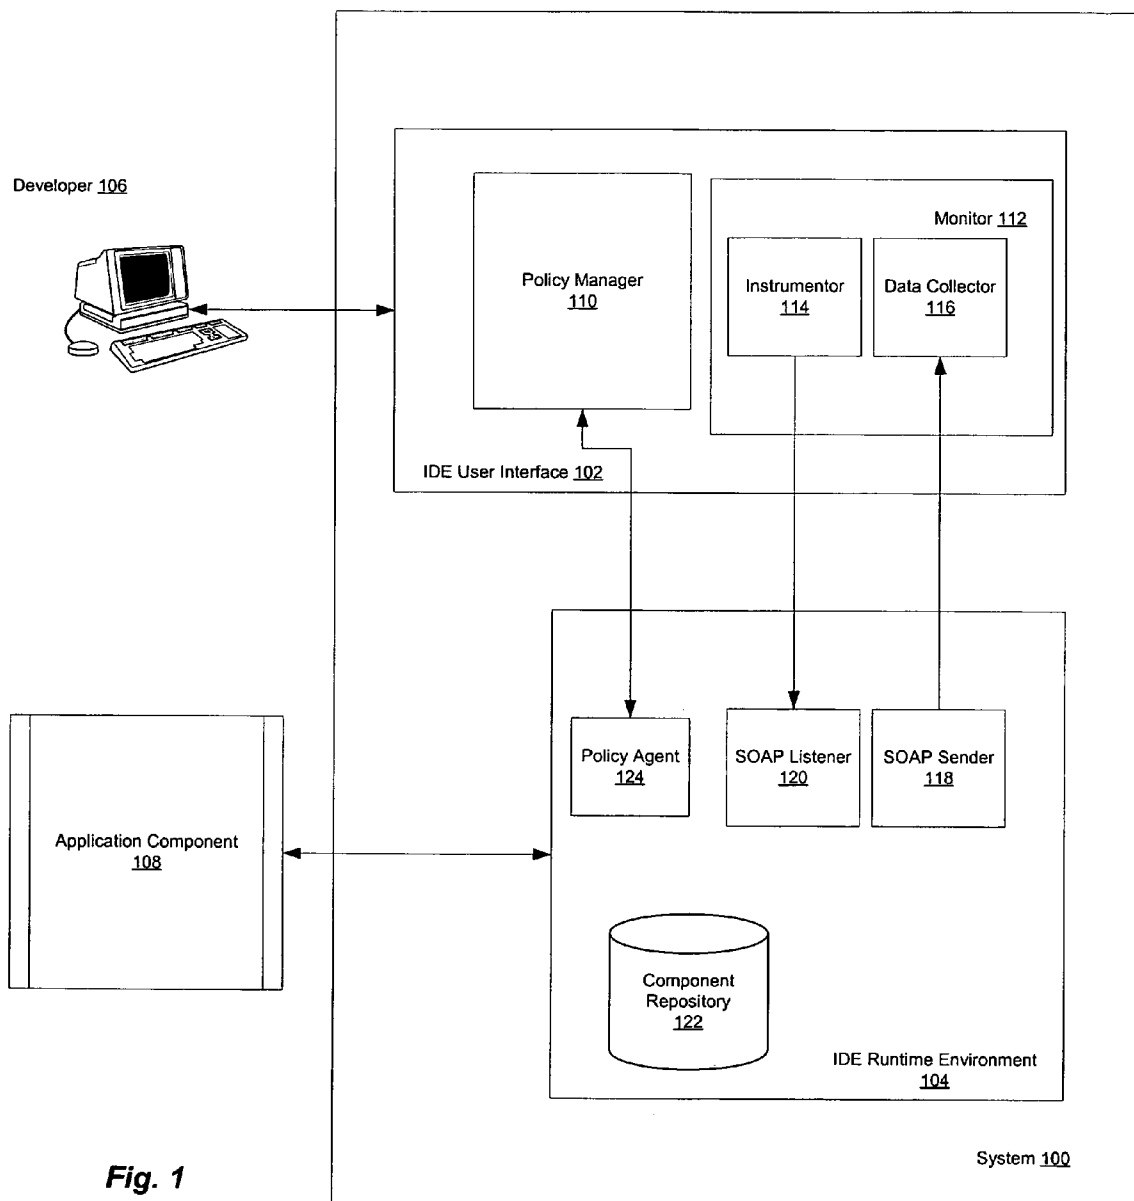 Developer 106
Policy Manager
110
Monitor 112
Instrumentor
114
Data Collector
116
IDE User Interface 102
Policy Agent
124
SOAP Listener
120
SOAP Sender
118
Application Component
108
Component
Repository
122
IDE Runtime Environment
104
System 100
Fig. 1